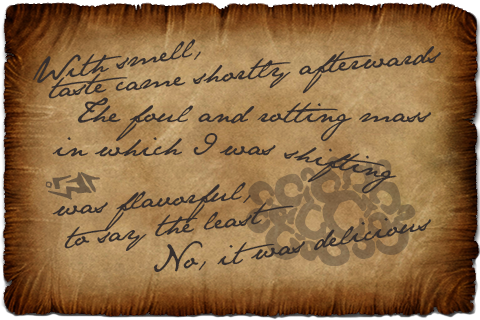 With smell,
taste came shortly afterwards
The foul and rotting mass
in which I was shifting
was flavorful,
to say the least
No, it was delicious